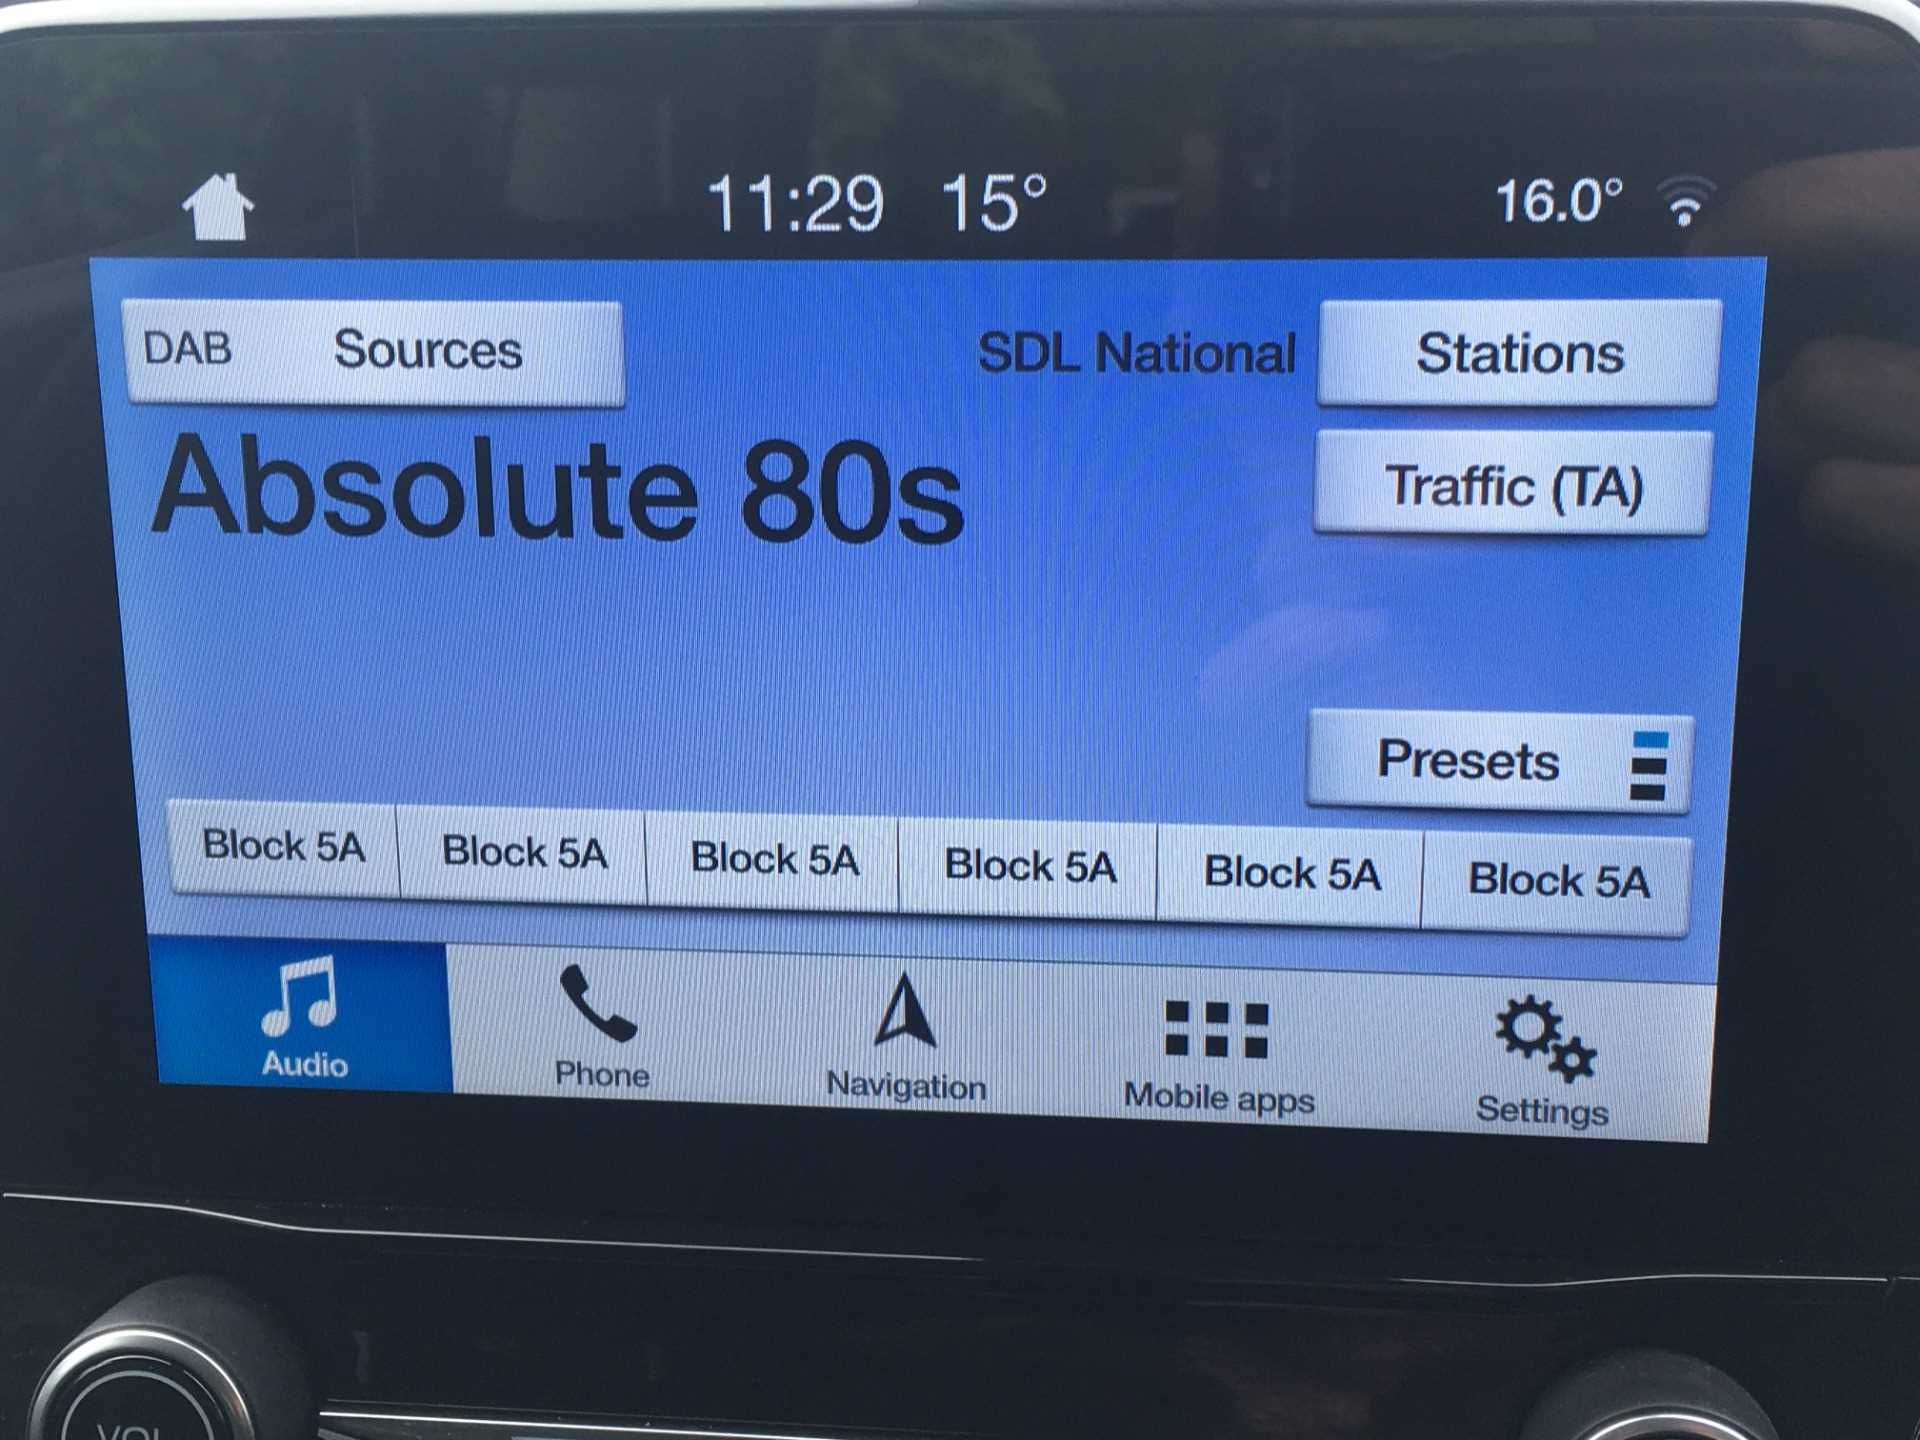 11:29 15° 16.0°
DAB Sources SDL National Stations
Absolute 80s Traffic (TA)
Presets
Block 5A Block 5A Block 5A Block 5A Block 5A Block 5A
Audio Phone Navigation Mobile apps Settings
VOL